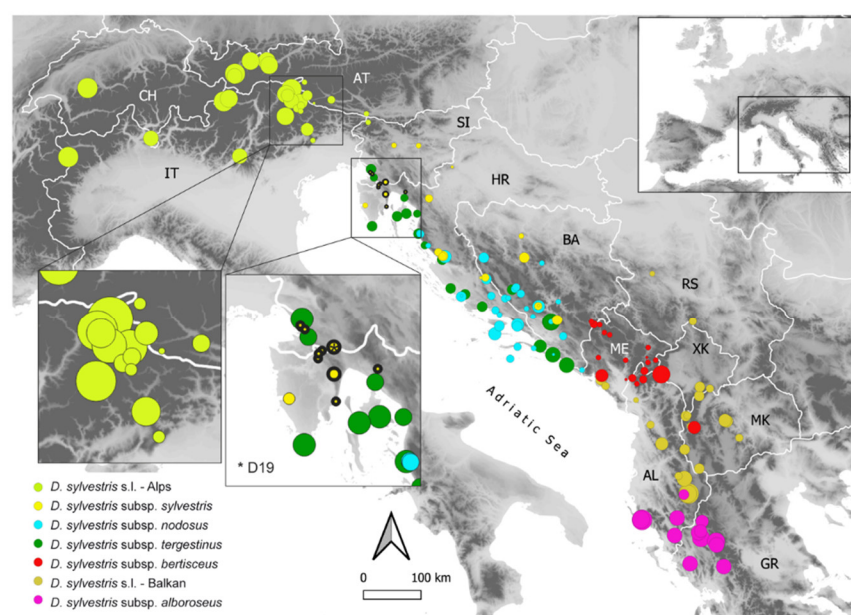 AT
CH
SI
IT
HR
BA
RS
ME
XK
MK
AL
GR
Adriatic Sea
* D19
D. sylvestris s.l. - Alps
D. sylvestris subsp. sylvestris
D. sylvestris subsp. nodosus
D. sylvestris subsp. tergestinus
D. sylvestris subsp. bertisceus
D. sylvestris s.l. - Balkan
D. sylvestris subsp. alboroseus
0 100 km